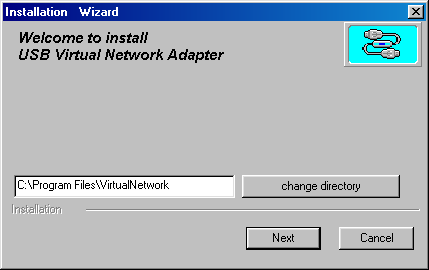 Installation Wizard
Welcome to install
USB Virtual Network Adapter
C:\Program Files\VirtualNetwork
change directory
Installation
Next
Cancel